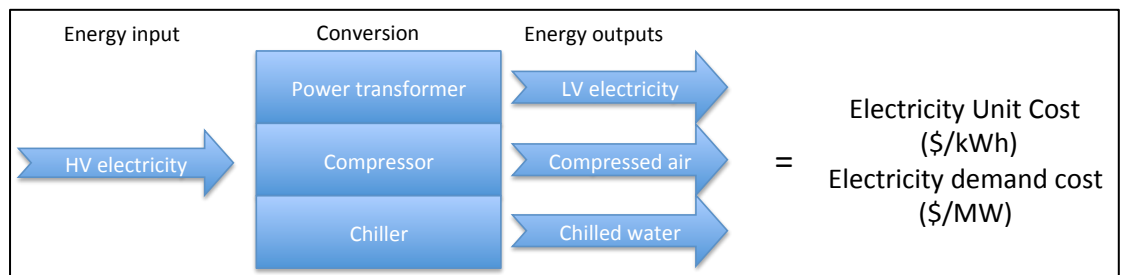 Energy input
Conversion
Energy outputs
Power transformer
LV electricity
HV electricity
Compressor
Compressed air
Chiller
Chilled water
=
Electricity Unit Cost
($/kWh)
Electricity demand cost
($/MW)